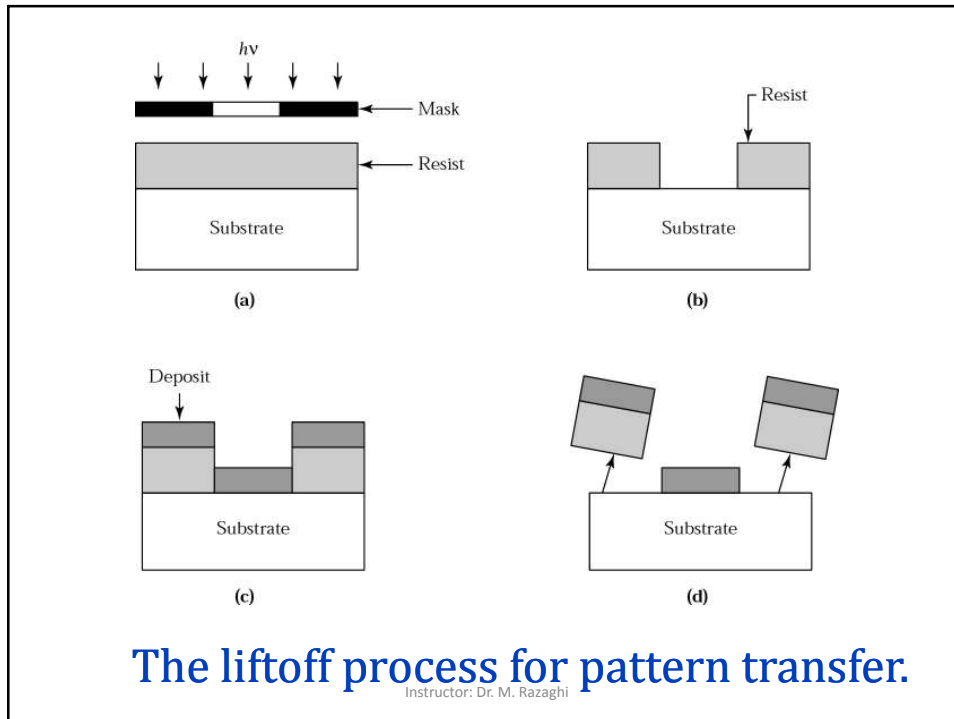 hν
Mask
Resist
Substrate
(a)
Resist
Substrate
(b)
Deposit
Substrate
(c)
Substrate
(d)
The liftoff process for pattern transfer.
Instructor: Dr. M. Razaghi